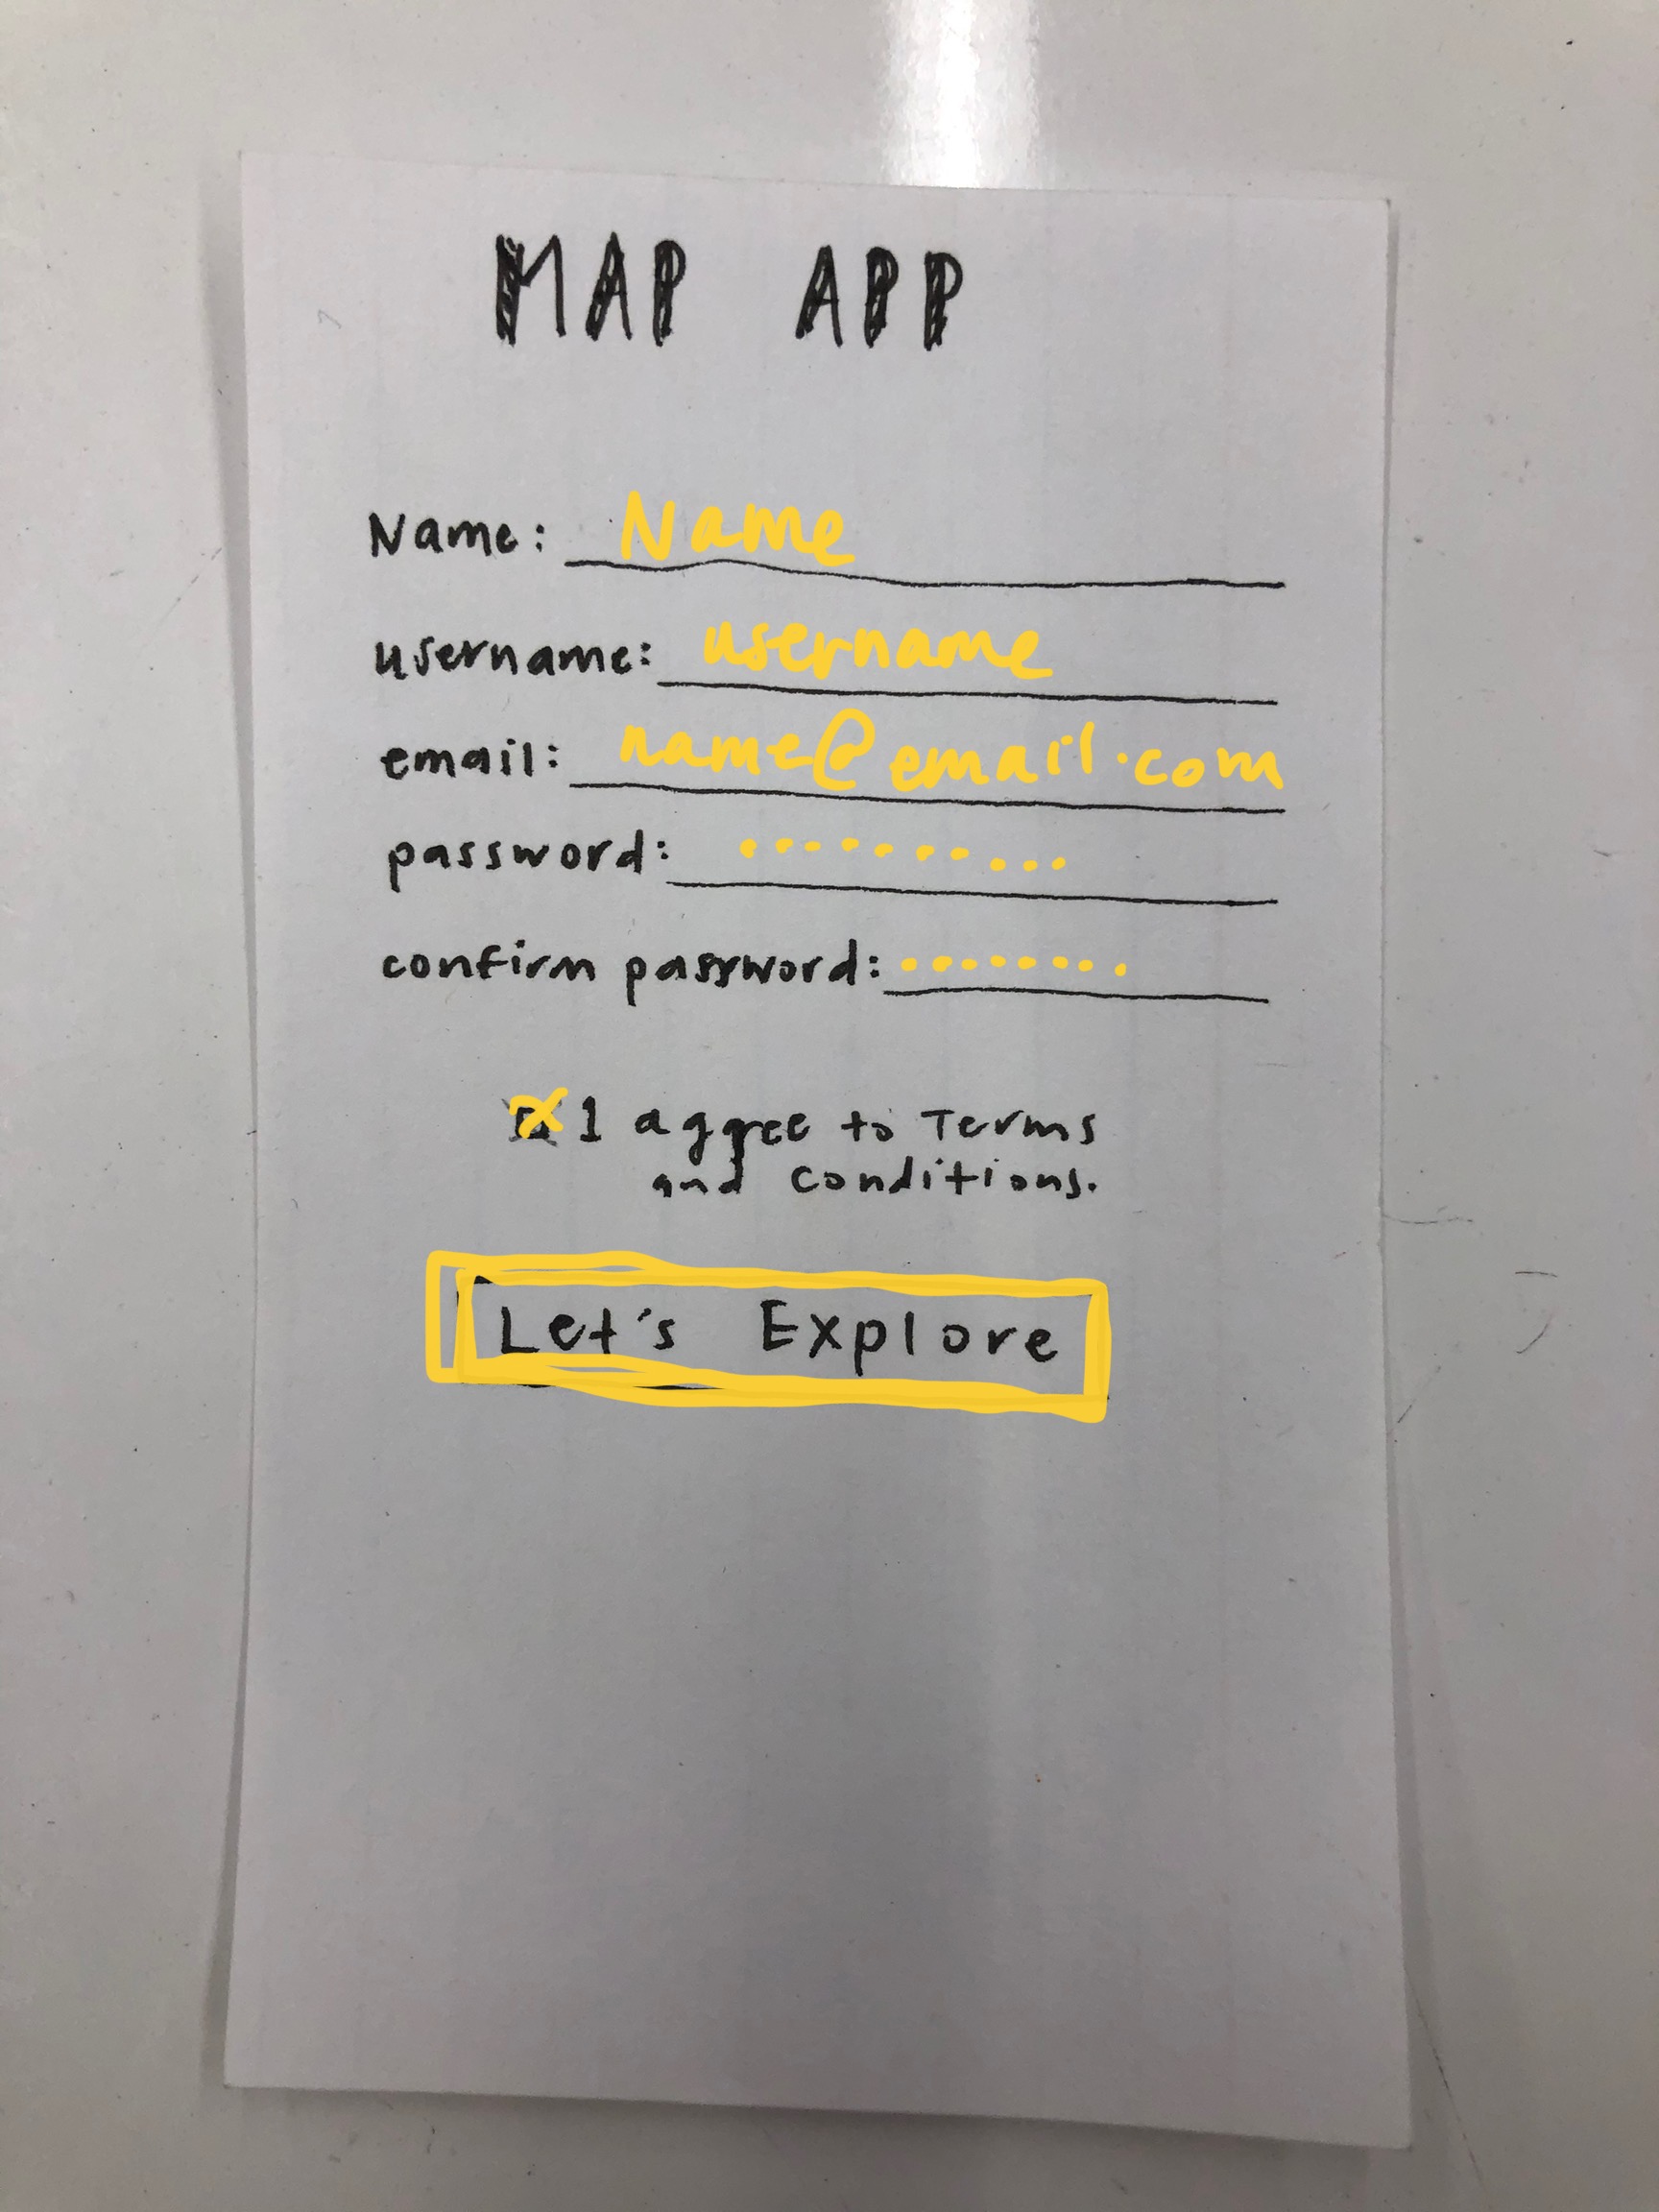 MAP APP
Name: Name
username: username
email: name@email.com
password: ..........
confirm password: ........
I aggree to Terms
and conditions.
Let's Explore